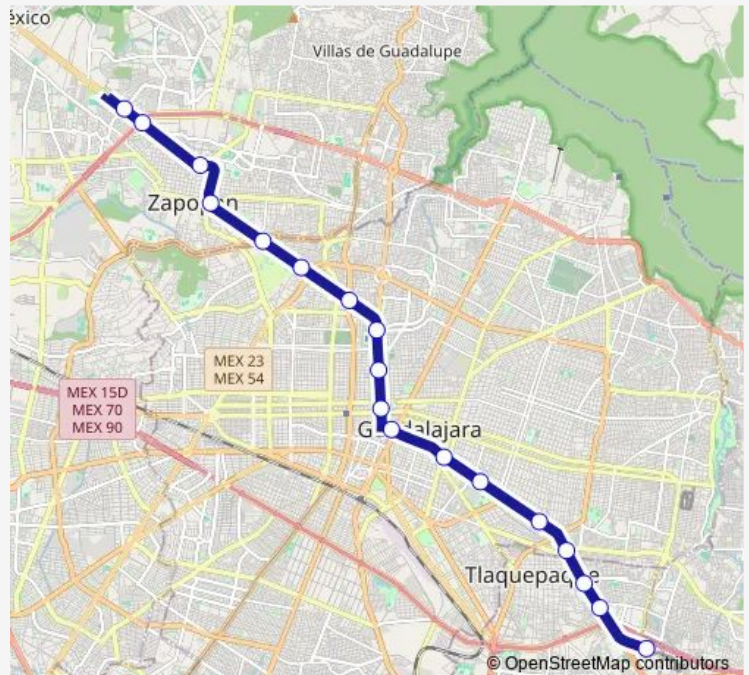 éxico
Villas de Guadalupe
Zapopan
MEX 23
MEX 54
MEX 15D
MEX 70
MEX 90
Guadalajara
Tlaquepaque
© OpenStreetMap contributors